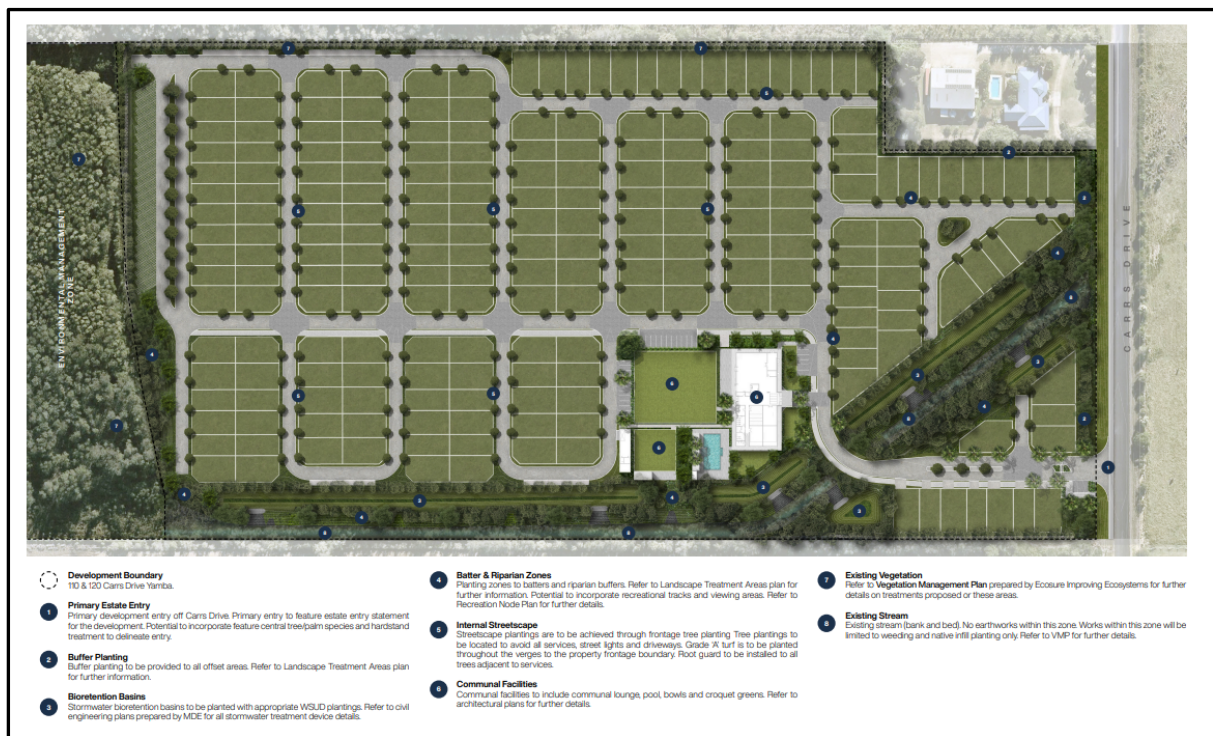 ENVIRONMENTAL MANAGEMENT
ZONE
CARRS DRIVE
Development Boundary
110 & 120 Carrs Drive Yamba.
1
Primary Estate Entry
Primary development entry off Carrs Drive. Primary entry to feature estate entry statement
for the development. Potential to incorporate feature central tree/palm species and hardstand
treatment to delineate entry.
2
Buffer Planting
Buffer planting to be provided to all offset areas. Refer to Landscape Treatment Areas plan
for further information.
3
Bioretention Basins
Stormwater bioretention basins to be planted with appropriate WSUD plantings. Refer to civil
engineering plans prepared by MDE for all stormwater treatment device details.
4
Batter & Riparian Zones
Planting zones to batters and riparian buffers. Refer to Landscape Treatment Areas plan for
further information. Potential to incorporate recreational tracks and viewing areas. Refer to
Recreation Node Plan for further details.
5
Internal Streetscape
Streetscape plantings are to be achieved through frontage tree planting Tree plantings to
be located to avoid all services, street lights and driveways. Grade 'A' turf is to be planted
throughout the verges to the property frontage boundary. Root guard to be installed to all
trees adjacent to services.
6
Communal Facilities
Communal facilities to include communal lounge, pool, bowls and croquet greens. Refer to
architectural plans for further details.
7
Existing Vegetation
Refer to Vegetation Management Plan prepared by Ecosure Improving Ecosystems for further
details on treatments proposed or these areas.
8
Existing Stream
Existing stream (bank and bed). No earthworks within this zone. Works within this zone will be
limited to weeding and native infill planting only. Refer to VMP for further details.